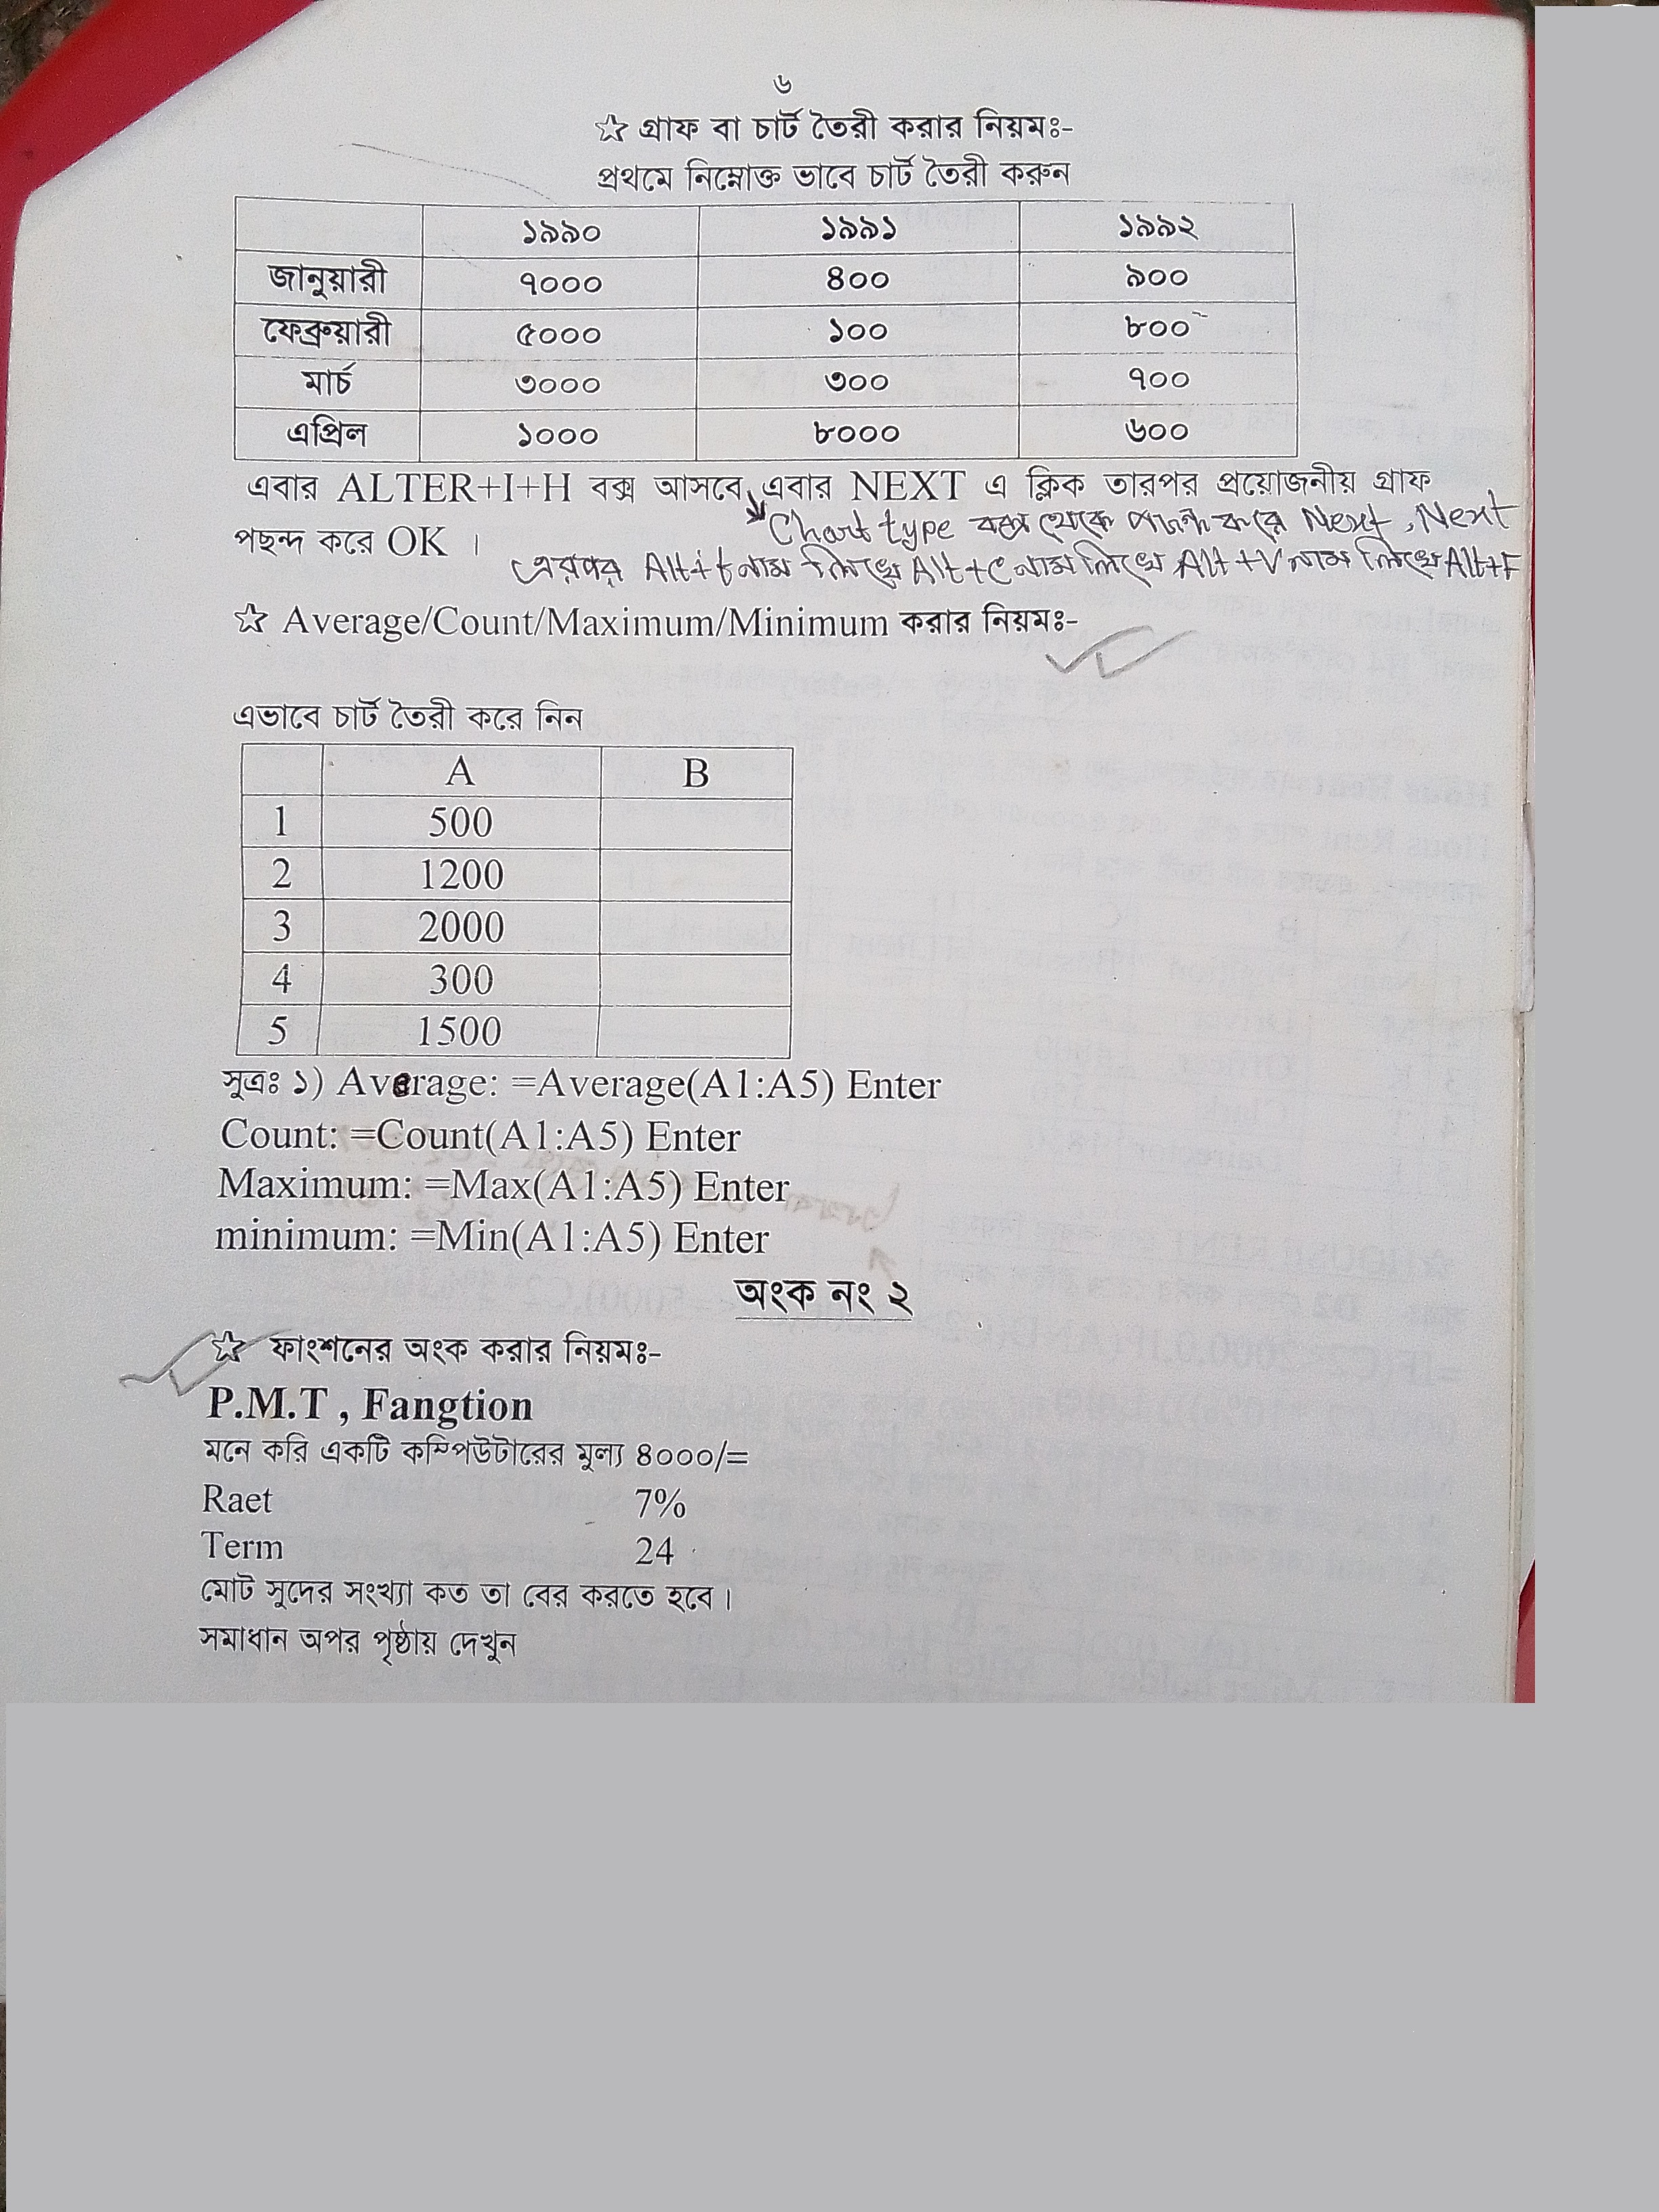 ৬
☆ গ্রাফ বা চার্ট তৈরী করার নিয়মঃ-
প্রথমে নিম্নোক্ত ভাবে চার্ট তৈরী করুন
১৯৯০ ১৯৯১ ১৯৯২
জানুয়ারী ৭০০০ ৪০০ ৯০০
ফেব্রুয়ারী ৫০০০ ১০০ ৮০০
মার্চ ৩০০০ ৩০০ ৭০০
এপ্রিল ১০০০ ৮০০০ ৬০০
এবার ALTER+I+H বক্স আসবে, এবার NEXT এ ক্লিক তারপর প্রয়োজনীয় গ্রাফ
Chart type বক্স থেকে পছন্দ করে Next, Next
পছন্দ করে OK ।
এরপর Alt+t নাম লিখে Alt+C নাম লিখে Alt+V নাম লিখে Alt+F
☆ Average/Count/Maximum/Minimum করার নিয়মঃ-
এভাবে চার্ট তৈরী করে নিন
A B
1 500
2 1200
3 2000
4 300
5 1500
সুত্রঃ ১) Average: =Average(A1:A5) Enter
Count: =Count(A1:A5) Enter
Maximum: =Max(A1:A5) Enter
minimum: =Min(A1:A5) Enter
অংক নং ২
☆ ফাংশনের অংক করার নিয়মঃ-
P.M.T , Fangtion
মনে করি একটি কম্পিউটারের মুল্য ৪০০০/=
Raet 7%
Term 24
মোট সুদের সংখ্যা কত তা বের করতে হবে।
সমাধান অপর পৃষ্ঠায় দেখুন